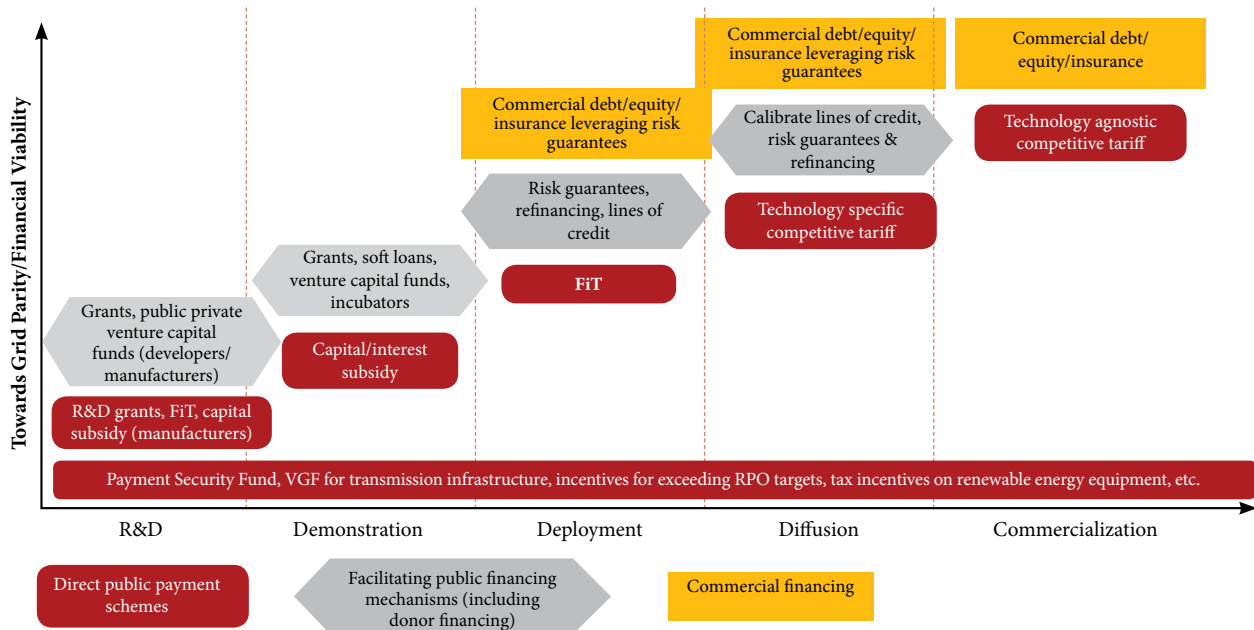 Towards Grid Parity/Financial Viability
Commercial debt/equity/
insurance leveraging risk
guarantees
Commercial debt/
equity/insurance
Commercial debt/equity/
insurance leveraging risk
guarantees
Calibrate lines of credit,
risk guarantees &
refinancing
Technology agnostic
competitive tariff
Risk guarantees,
refinancing, lines of
credit
Technology specific
competitive tariff
Grants, soft loans,
venture capital funds,
incubators
FiT
Grants, public private
venture capital
funds (developers/
manufacturers)
Capital/interest
subsidy
R&D grants, FiT, capital
subsidy (manufacturers)
Payment Security Fund, VGF for transmission infrastructure, incentives for exceeding RPO targets, tax incentives on renewable energy equipment, etc.
R&D
Demonstration
Deployment
Diffusion
Commercialization
Direct public payment
schemes
Facilitating public financing
mechanisms (including
donor financing)
Commercial financing